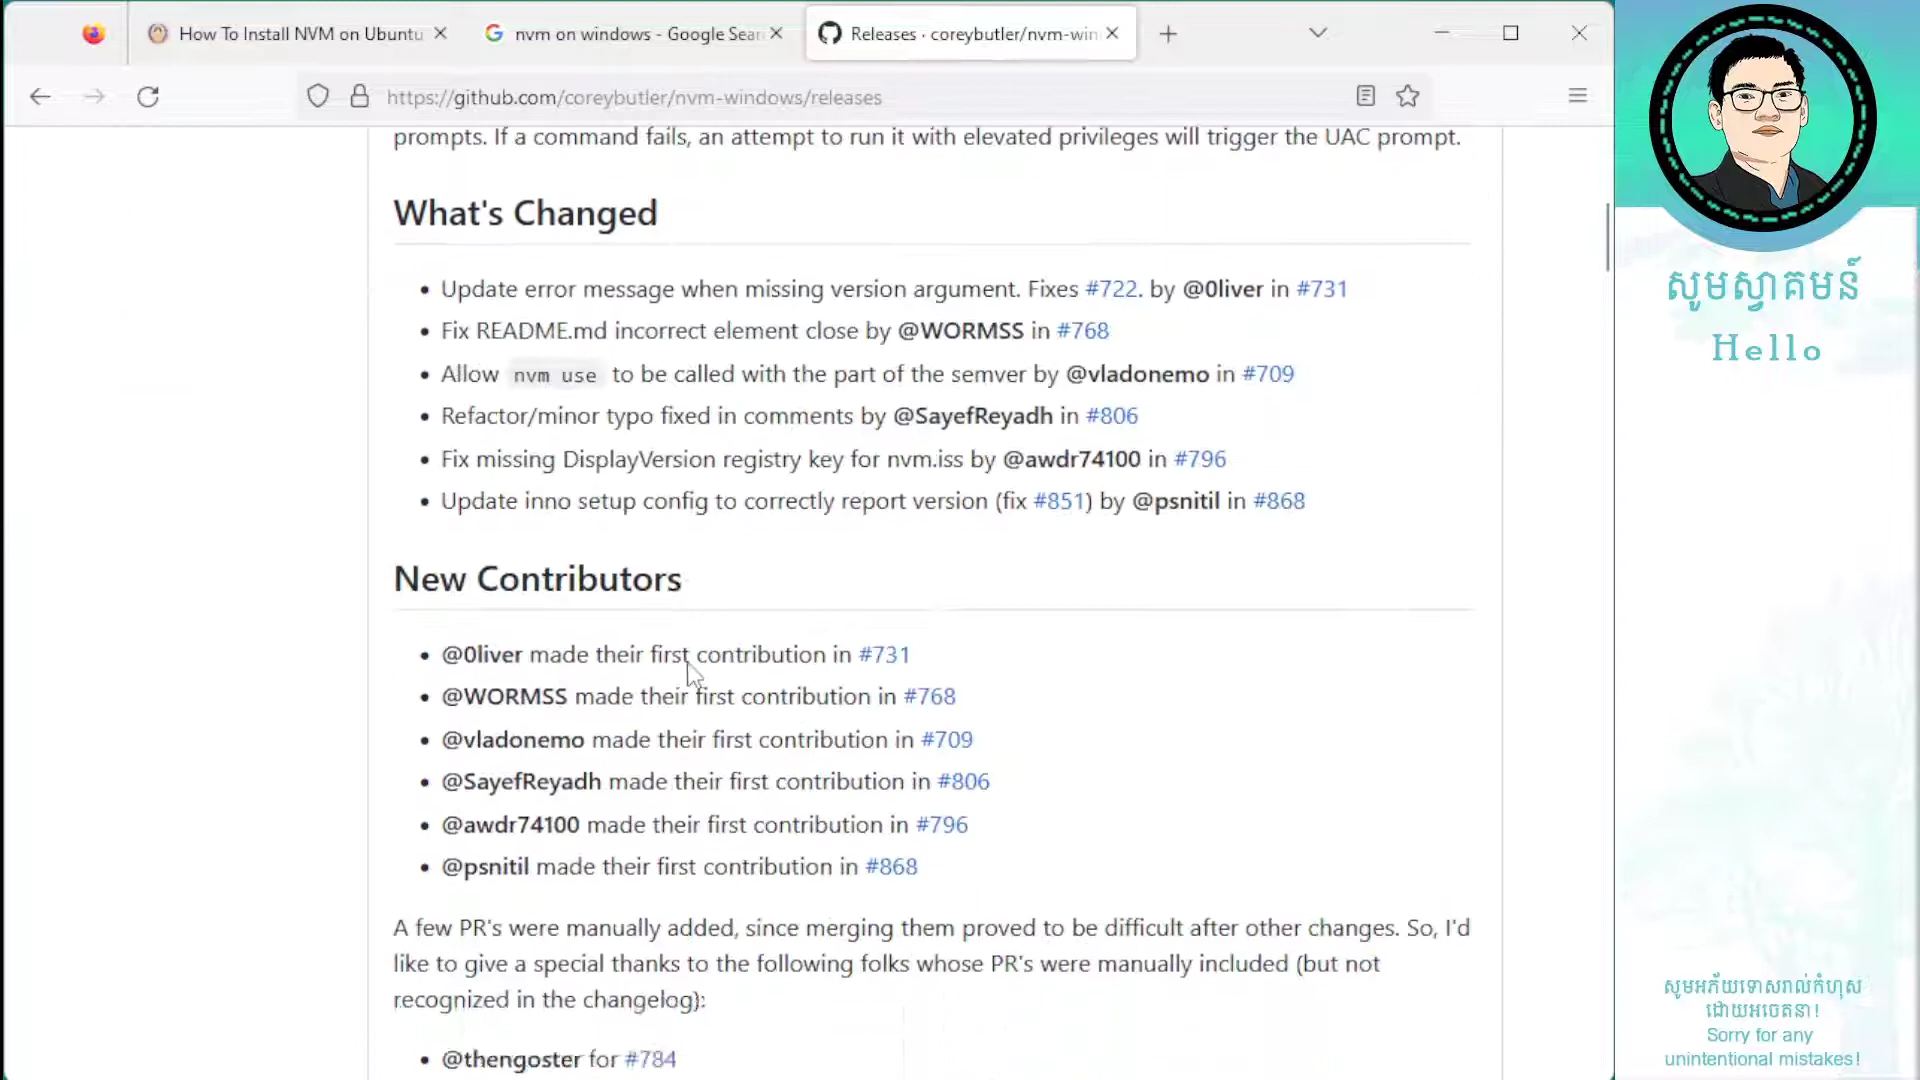 How To Install NVM on Ubuntu
nvm on windows - Google Sear
Releases · coreybutler/nvm-win
https://github.com/coreybutler/nvm-windows/releases
prompts. If a command fails, an attempt to run it with elevated privileges will trigger the UAC prompt.
What's Changed
• Update error message when missing version argument. Fixes #722. by @0liver in #731
• Fix README.md incorrect element close by @WORMSS in #768
• Allow nvm use to be called with the part of the semver by @vladonemo in #709
• Refactor/minor typo fixed in comments by @SayefReyadh in #806
• Fix missing DisplayVersion registry key for nvm.iss by @awdr74100 in #796
• Update inno setup config to correctly report version (fix #851) by @psnitil in #868
New Contributors
• @0liver made their first contribution in #731
• @WORMSS made their first contribution in #768
• @vladonemo made their first contribution in #709
• @SayefReyadh made their first contribution in #806
• @awdr74100 made their first contribution in #796
• @psnitil made their first contribution in #868
A few PR's were manually added, since merging them proved to be difficult after other changes. So, I'd
like to give a special thanks to the following folks whose PR's were manually included (but not
recognized in the changelog):
• @thengoster for #784
សូមស្វាគមន៍
Hello
សូមអភ័យទោសរាល់កំហុស
ដោយអចេតនា!
Sorry for any
unintentional mistakes!